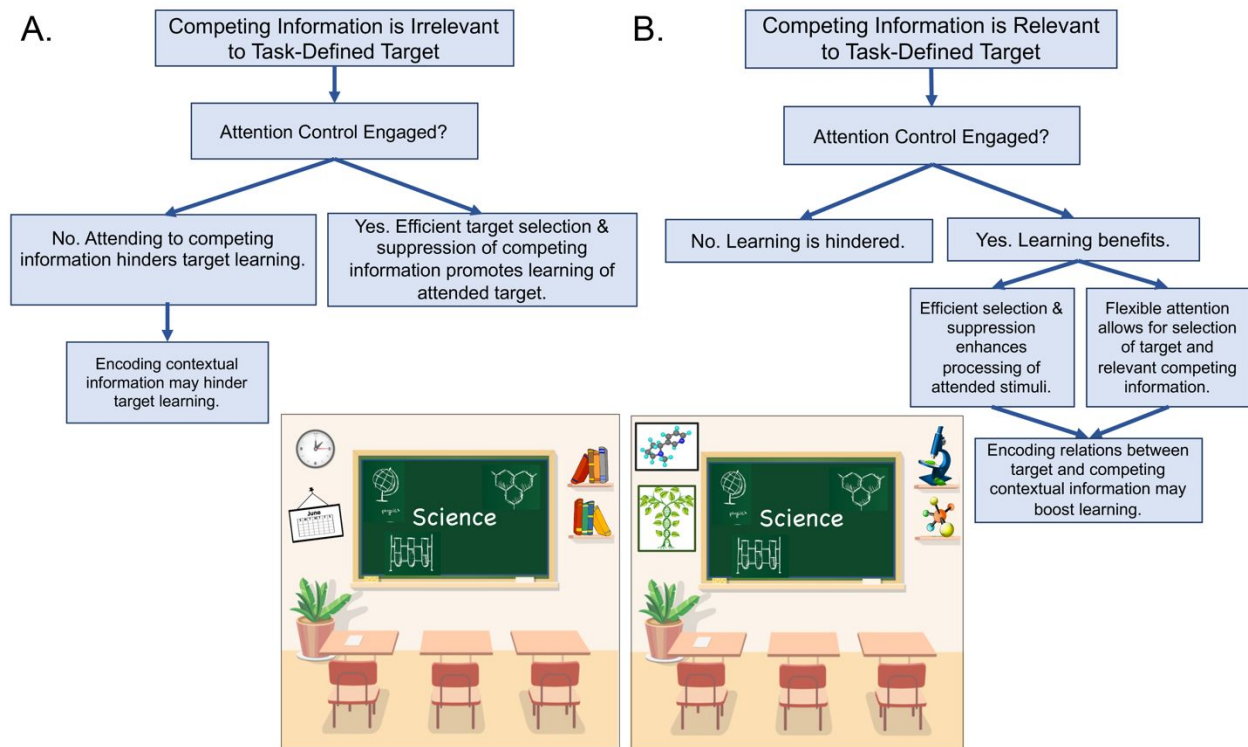 A.
Competing Information is Irrelevant
to Task-Defined Target
Attention Control Engaged?
No. Attending to competing
information hinders target learning.
Yes. Efficient target selection &
suppression of competing
information promotes learning of
attended target.
Encoding contextual
information may hinder
target learning.
B.
Competing Information is Relevant
to Task-Defined Target
Attention Control Engaged?
No. Learning is hindered.
Yes. Learning benefits.
Efficient selection &
suppression
enhances
processing of
attended stimuli.
Flexible attention
allows for selection
of target and
relevant competing
information.
Encoding relations between
target and competing
contextual information may
boost learning.
June
Science
Science